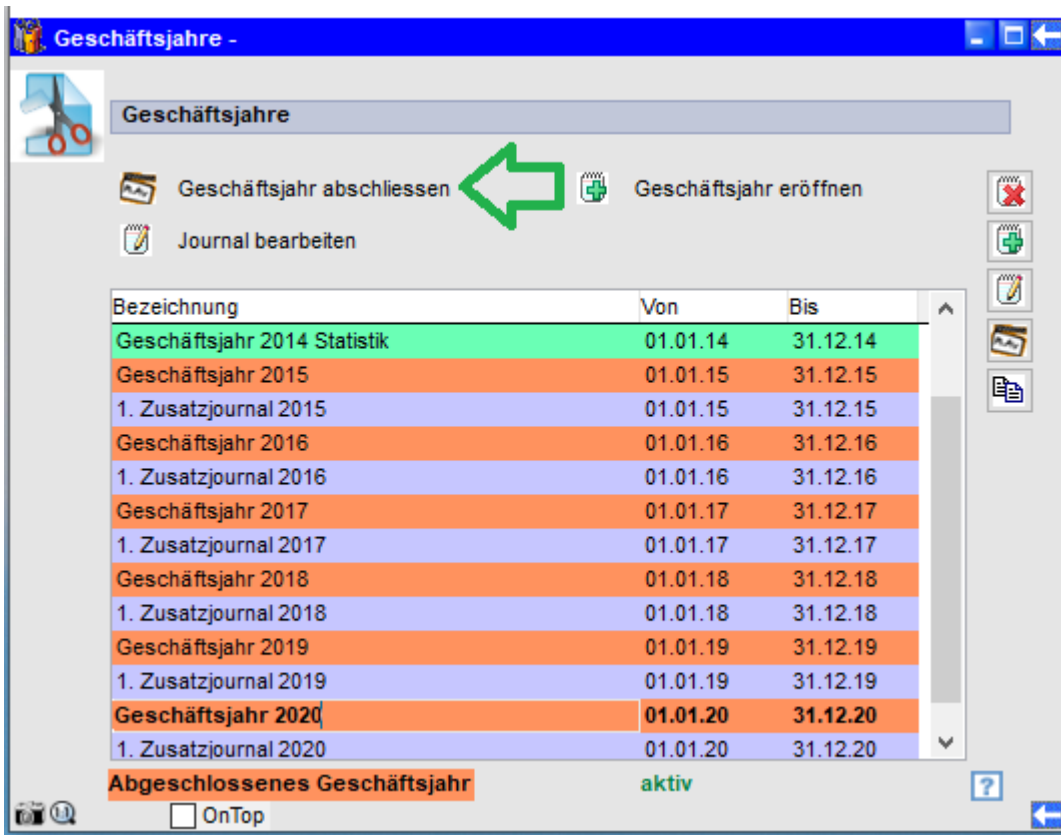 Geschäftsjahre -
Geschäftsjahre
Geschäftsjahr abschliessen Geschäftsjahr eröffnen
Journal bearbeiten
Bezeichnung Von Bis
Geschäftsjahr 2014 Statistik 01.01.14 31.12.14
Geschäftsjahr 2015 01.01.15 31.12.15
1. Zusatzjournal 2015 01.01.15 31.12.15
Geschäftsjahr 2016 01.01.16 31.12.16
1. Zusatzjournal 2016 01.01.16 31.12.16
Geschäftsjahr 2017 01.01.17 31.12.17
1. Zusatzjournal 2017 01.01.17 31.12.17
Geschäftsjahr 2018 01.01.18 31.12.18
1. Zusatzjournal 2018 01.01.18 31.12.18
Geschäftsjahr 2019 01.01.19 31.12.19
1. Zusatzjournal 2019 01.01.19 31.12.19
Geschäftsjahr 2020 01.01.20 31.12.20
1. Zusatzjournal 2020 01.01.20 31.12.20
Abgeschlossenes Geschäftsjahr aktiv ?
1:1 OnTop